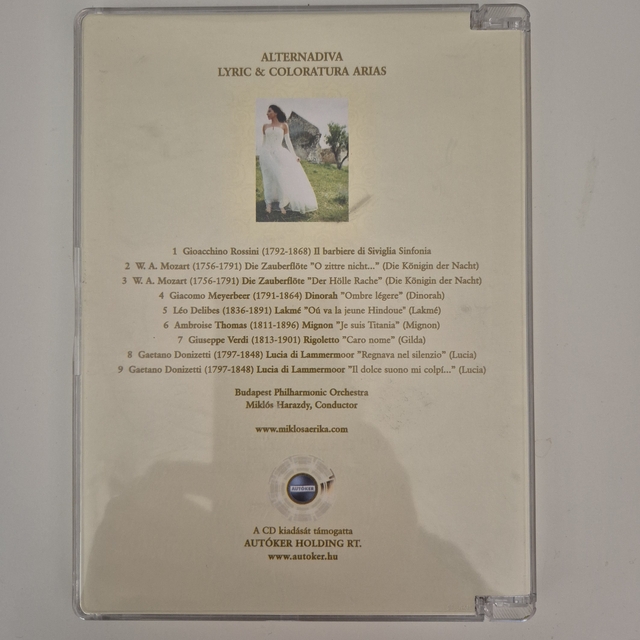 ALTERNADIVA
LYRIC & COLORATURA ARIAS
1 Gioacchino Rossini (1792-1868) Il barbiere di Siviglia Sinfonia
2 W. A. Mozart (1756-1791) Die Zauberflöte "O zittre nicht..." (Die Königin der Nacht)
3 W. A. Mozart (1756-1791) Die Zauberflöte "Der Hölle Rache" (Die Königin der Nacht)
4 Giacomo Meyerbeer (1791-1864) Dinorah "Ombre légere" (Dinorah)
5 Léo Delibes (1836-1891) Lakmé "Oú va la jeune Hindoue" (Lakmé)
6 Ambroise Thomas (1811-1896) Mignon "Je suis Titania" (Mignon)
7 Giuseppe Verdi (1813-1901) Rigoletto "Caro nome" (Gilda)
8 Gaetano Donizetti (1797-1848) Lucia di Lammermoor "Regnava nel silenzio" (Lucia)
9 Gaetano Donizetti (1797-1848) Lucia di Lammermoor "Il dolce suono mi colpí..." (Lucia)
Budapest Philharmonic Orchestra
Miklós Harazdy, Conductor
www.miklosaerika.com
AUTÓKER
A CD kiadását támogatta
AUTÓKER HOLDING RT.
www.autoker.hu